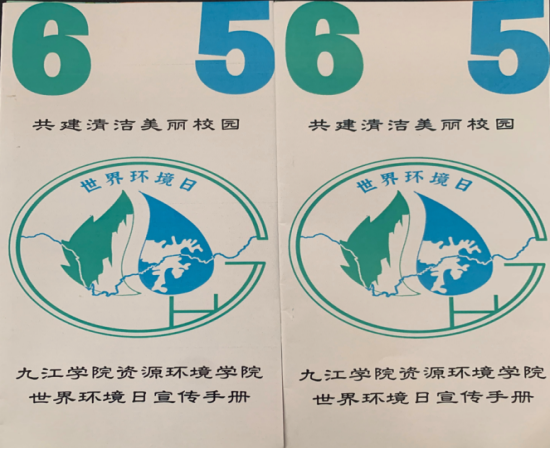 6 5
共建清洁美丽校园
世界环境日
九江学院资源环境学院
世界环境日宣传手册
6 5
共建清洁美丽校园
世界环境日
九江学院资源环境学院
世界环境日宣传手册